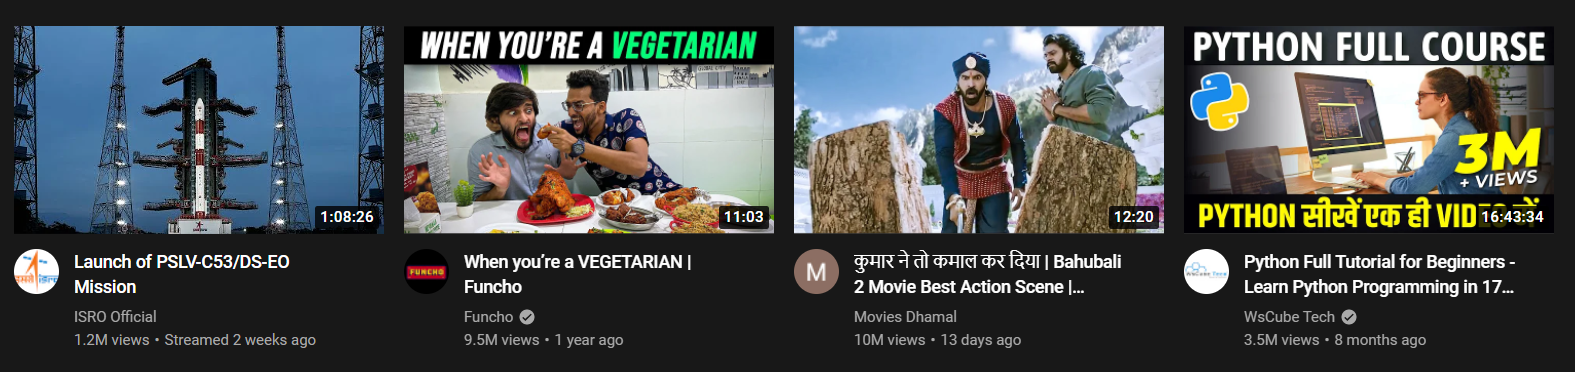 1:08:26
Launch of PSLV-C53/DS-EO
Mission
ISRO Official
1.2M views • Streamed 2 weeks ago
WHEN YOU'RE A VEGETARIAN
11:03
FUNCHO
When you're a VEGETARIAN |
Funcho
Funcho
9.5M views • 1 year ago
12:20
M
कुमार ने तो कमाल कर दिया | Bahubali
2 Movie Best Action Scene |...
Movies Dhamal
10M views • 13 days ago
PYTHON FULL COURSE
3M
+ VIEWS
PYTHON सीखें एक ही VID
16:43:34
WsCube Tech
Python Full Tutorial for Beginners -
Learn Python Programming in 17...
WsCube Tech
3.5M views • 8 months ago